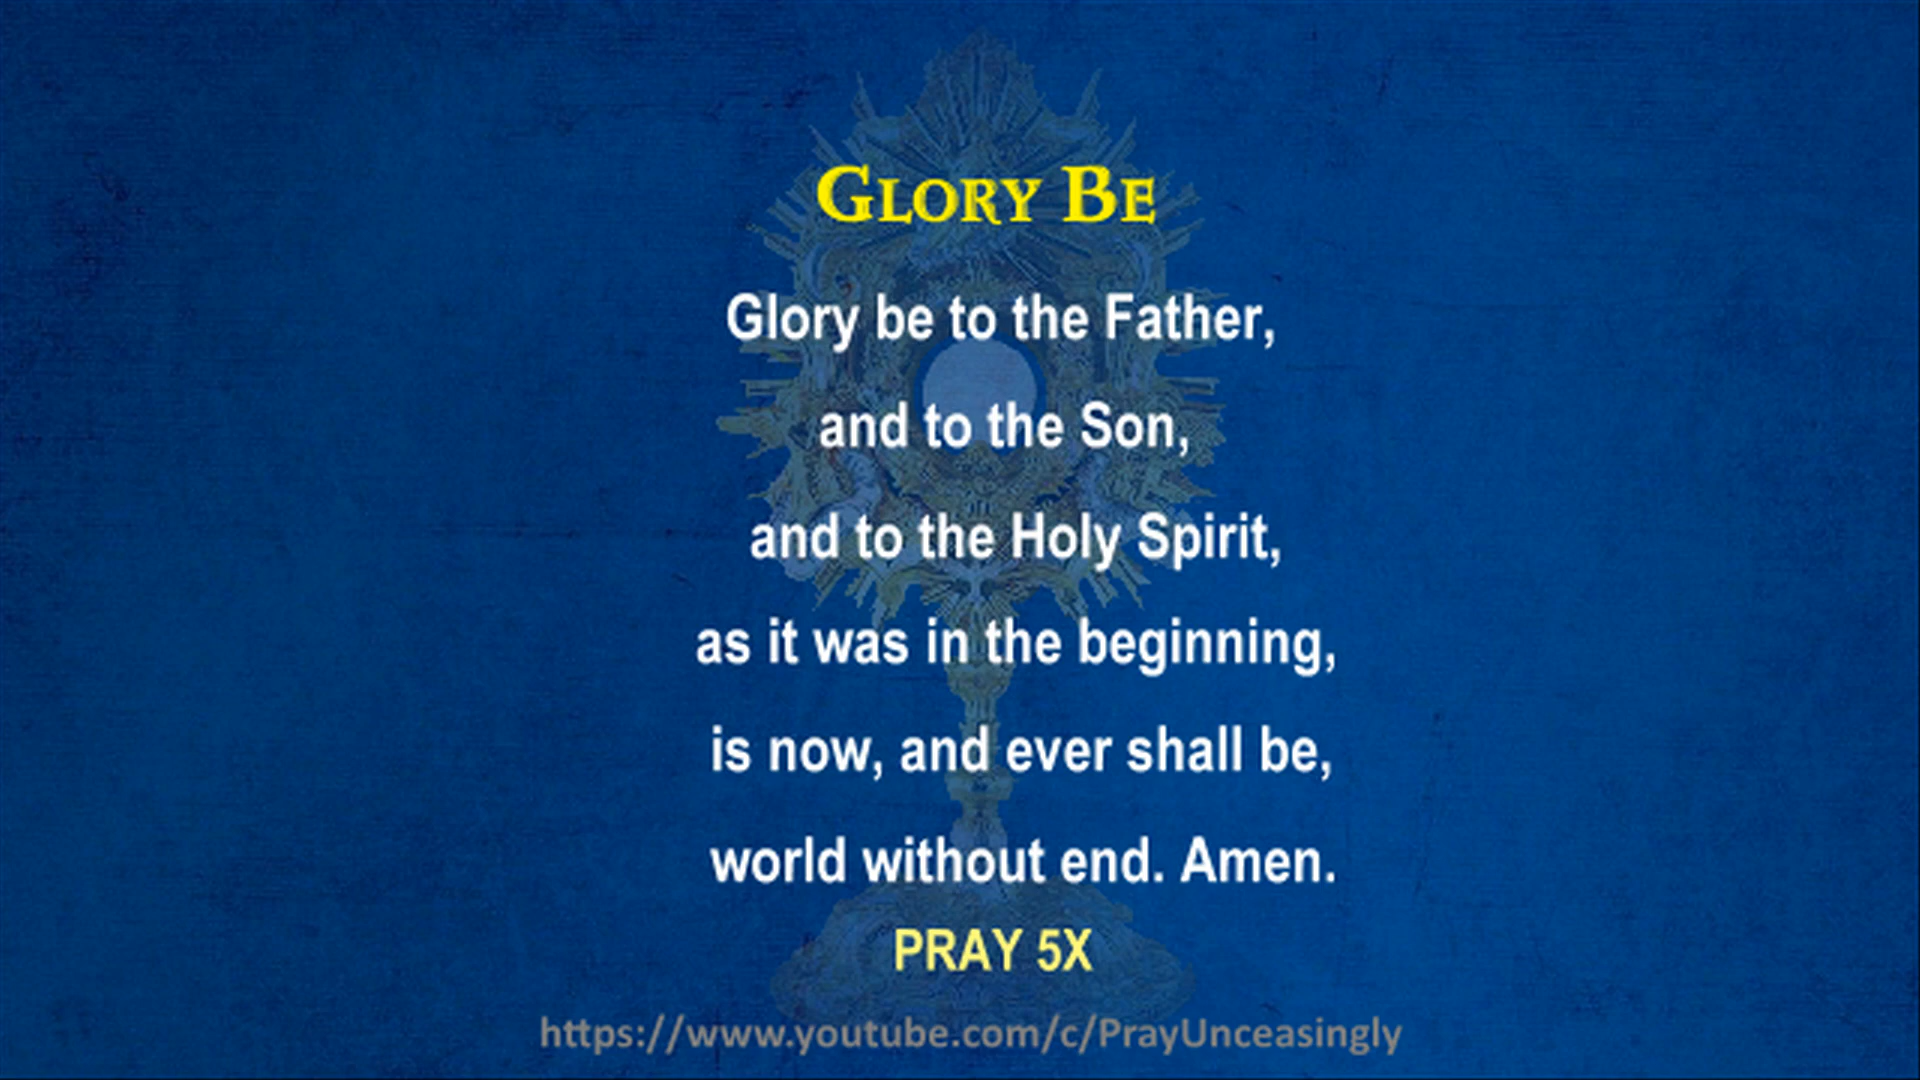 GLORY BE
Glory be to the Father,
and to the Son,
and to the Holy Spirit,
as it was in the beginning,
is now, and ever shall be,
world without end. Amen.
PRAY 5X
https://www.youtube.com/c/PrayUnceasingly